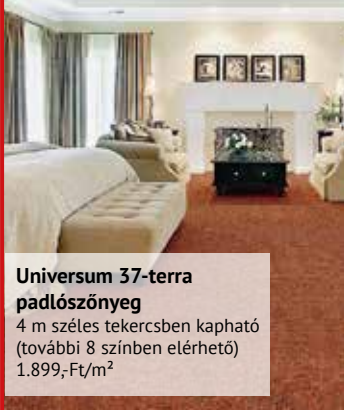 Universum 37-terra
padlószőnyeg
4 m széles tekercsben kapható
(további 8 színben elérhető)
1.899,-Ft/m²